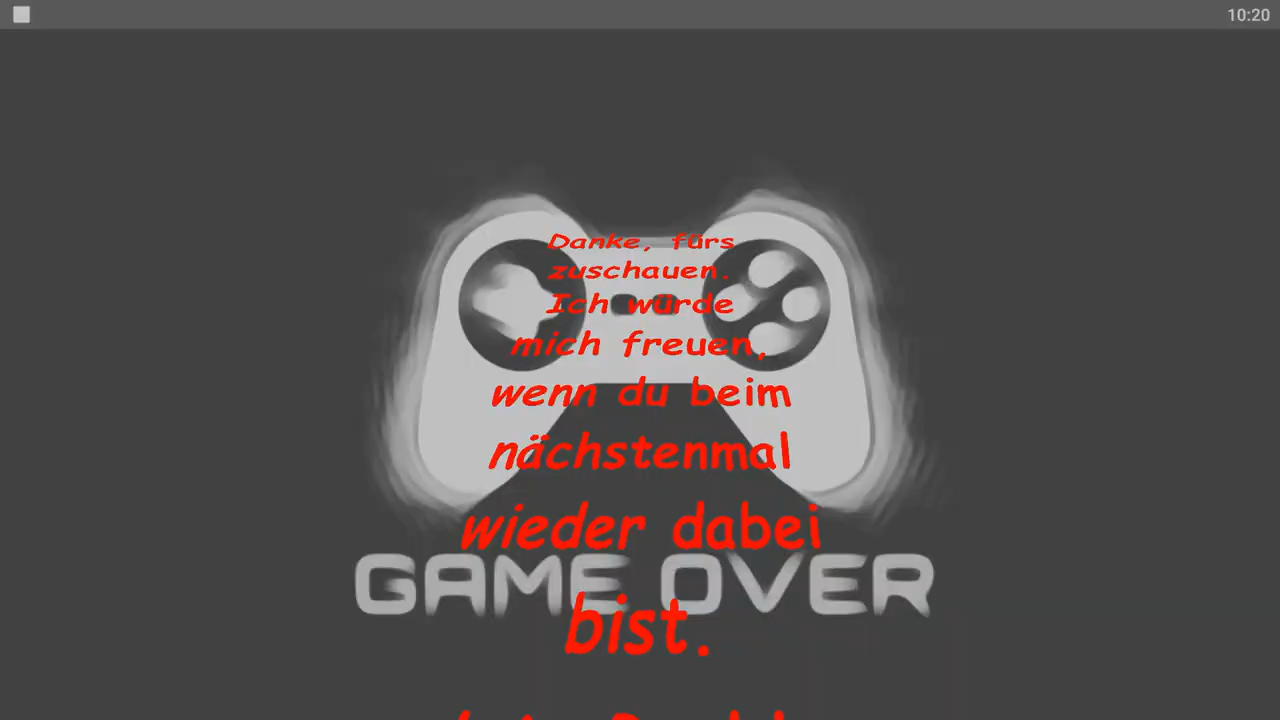 10:20
Danke, fürs
zuschauen.
Ich würde
mich freuen,
wenn du beim
nächstenmal
wieder dabei
GAME OVER
bist.